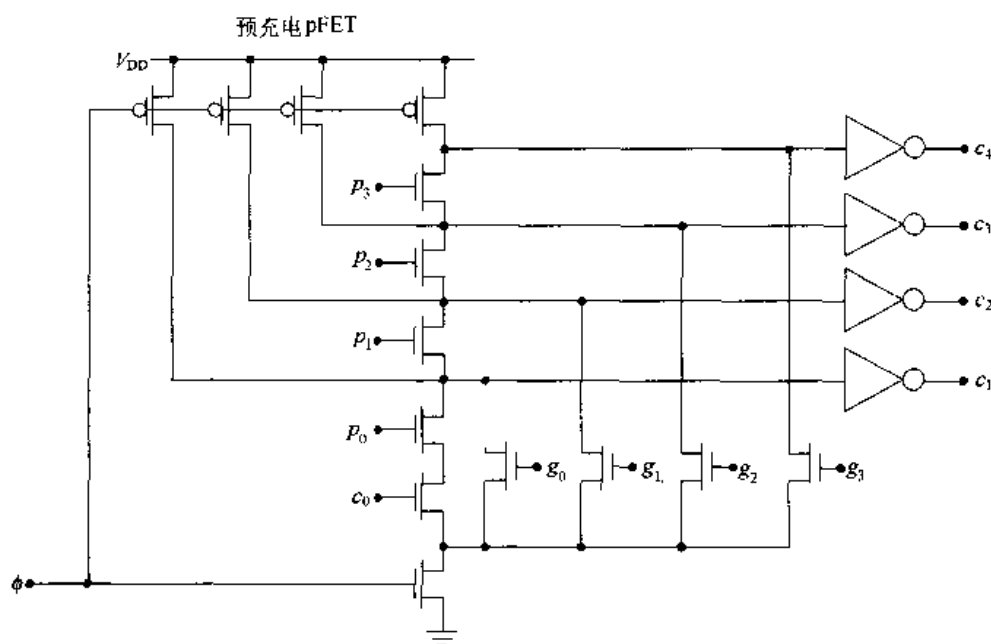 预充电pFET
V_DD
c_4
p_3
c_3
p_2
c_2
p_1
c_1
p_0
g_0
g_1
g_2
g_3
c_0
ϕ